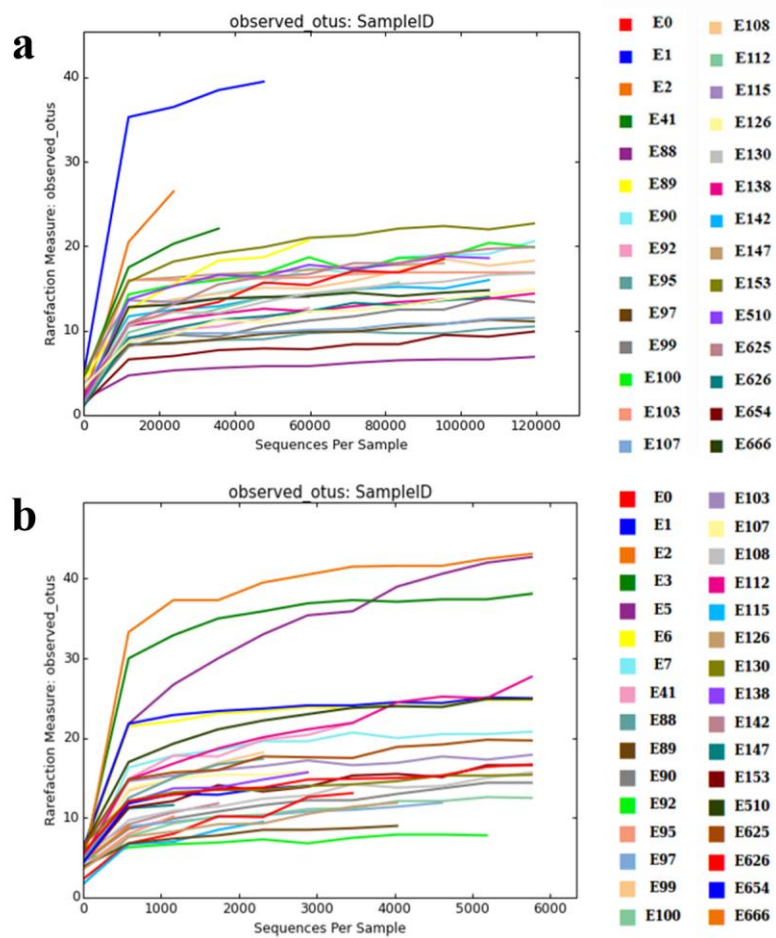 a
observed_otus: SampleID
Rarefaction Measure: observed_otus
40
30
20
10
0
0 20000 40000 60000 80000 100000 120000
Sequences Per Sample
E0 E108
E1 E112
E2 E115
E41 E126
E88 E130
E89 E138
E90 E142
E92 E147
E95 E153
E97 E510
E99 E625
E100 E626
E103 E654
E107 E666
b
observed_otus: SampleID
Rarefaction Measure: observed_otus
40
30
20
10
0
0 1000 2000 3000 4000 5000 6000
Sequences Per Sample
E0 E103
E1 E107
E2 E108
E3 E112
E5 E115
E6 E126
E7 E130
E41 E138
E88 E142
E89 E147
E90 E153
E92 E510
E95 E625
E97 E626
E99 E654
E100 E666